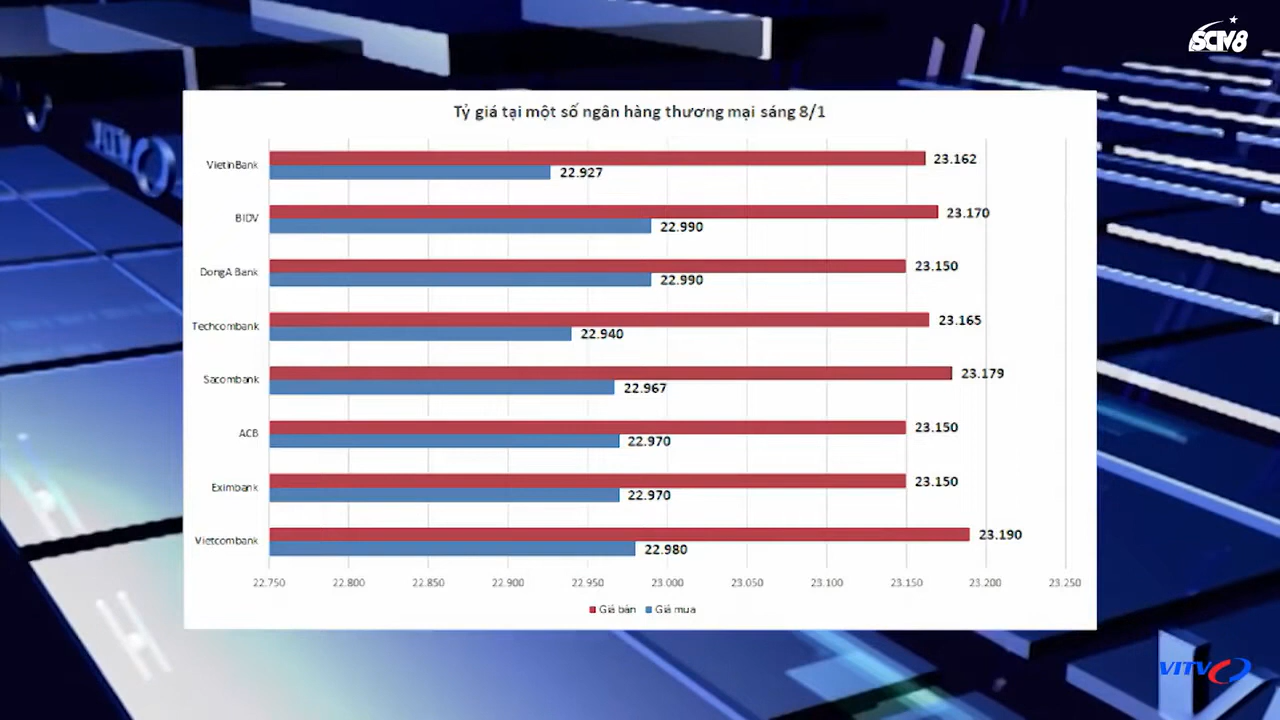 SCTV8
Tỷ giá tại một số ngân hàng thương mại sáng 8/1
VietinBank
23.162
22.927
BIDV
23.170
22.990
DongA Bank
23.150
22.990
Techcombank
23.165
22.940
Sacombank
23.179
22.967
ACB
23.150
22.970
Eximbank
23.150
22.970
Vietcombank
23.190
22.980
22.750 22.800 22.850 22.900 22.950 23.000 23.050 23.100 23.150 23.200 23.250
Giá bán Giá mua
VITV
VITV